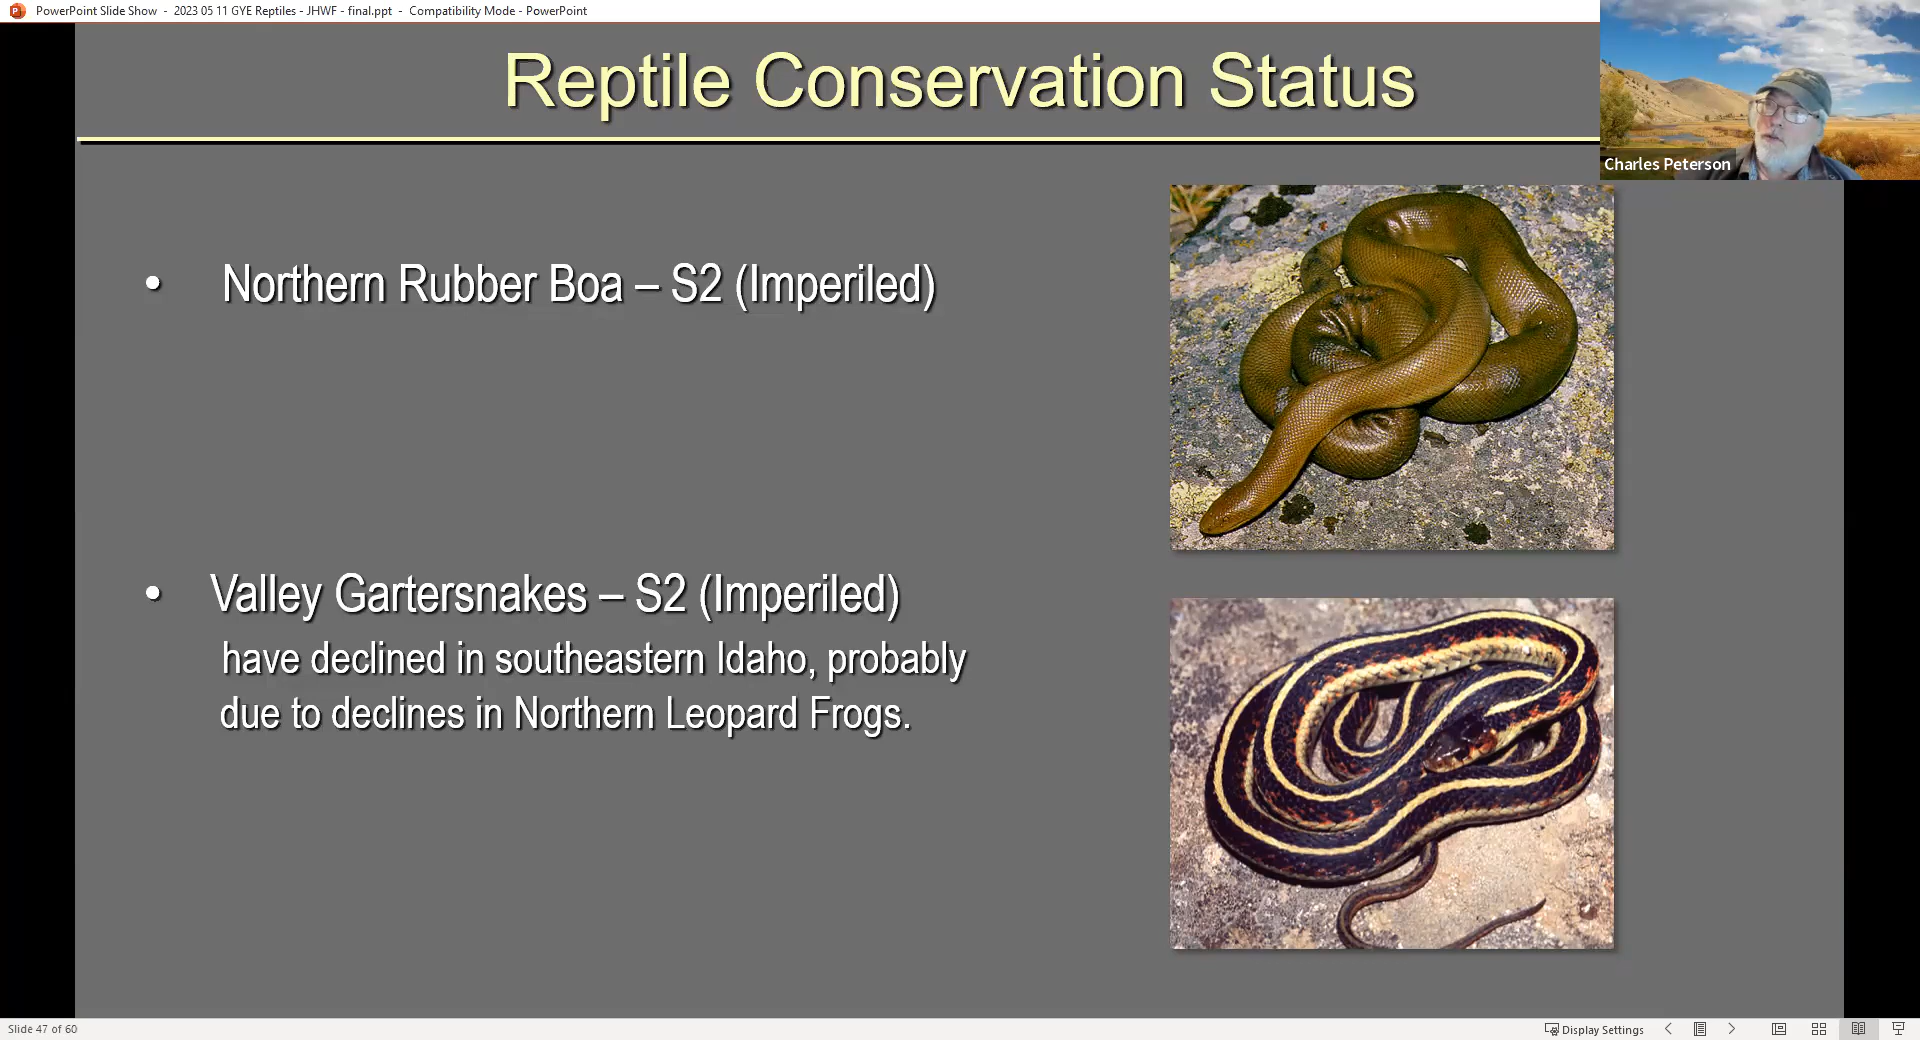 PowerPoint Slide Show - 2023 05 11 GYE Reptiles - JHWF - final.ppt - Compatibility Mode - PowerPoint
Reptile Conservation Status
Charles Peterson
• Northern Rubber Boa – S2 (Imperiled)
• Valley Gartersnakes – S2 (Imperiled)
have declined in southeastern Idaho, probably
due to declines in Northern Leopard Frogs.
Slide 47 of 60
Display Settings